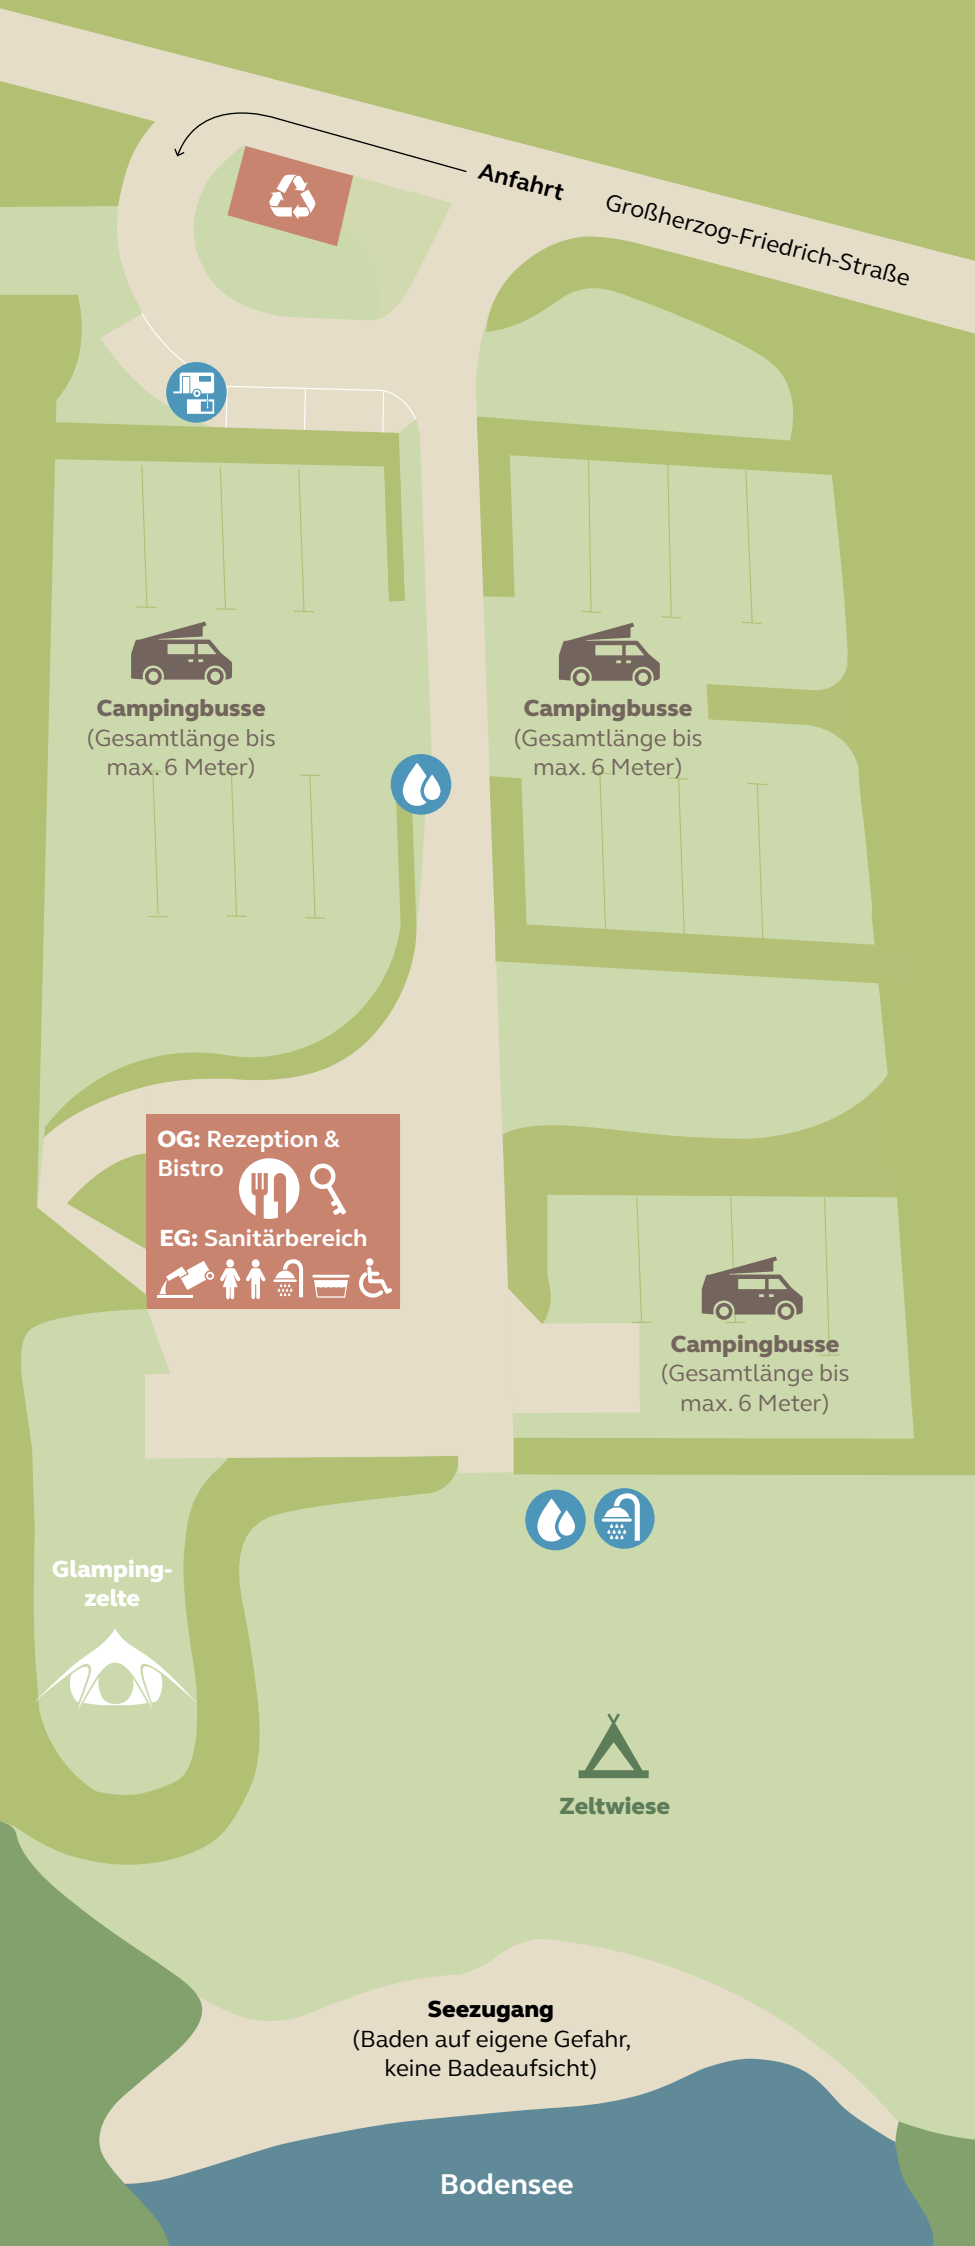 Anfahrt
Großherzog-Friedrich-Straße
Campingbusse
(Gesamtlänge bis
max. 6 Meter)
Campingbusse
(Gesamtlänge bis
max. 6 Meter)
OG: Rezeption &
Bistro
EG: Sanitärbereich
Campingbusse
(Gesamtlänge bis
max. 6 Meter)
Glamping-
zelte
Zeltwiese
Seezugang
(Baden auf eigene Gefahr,
keine Badeaufsicht)
Bodensee